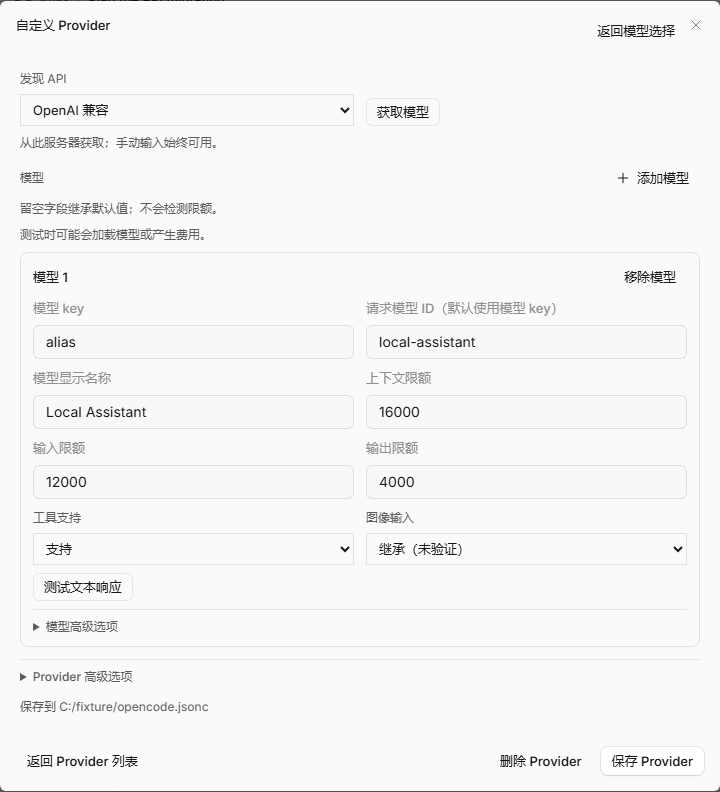 自定义 Provider
返回模型选择
发现 API
OpenAI 兼容
获取模型
从此服务器获取；手动输入始终可用。
模型
添加模型
留空字段继承默认值；不会检测限额。
测试时可能会加载模型或产生费用。
模型 1
移除模型
模型 key
请求模型 ID（默认使用模型 key）
alias
local-assistant
模型显示名称
上下文限额
Local Assistant
16000
输入限额
输出限额
12000
4000
工具支持
图像输入
支持
继承（未验证）
测试文本响应
模型高级选项
Provider 高级选项
保存到 C:/fixture/opencode.jsonc
返回 Provider 列表
删除 Provider
保存 Provider